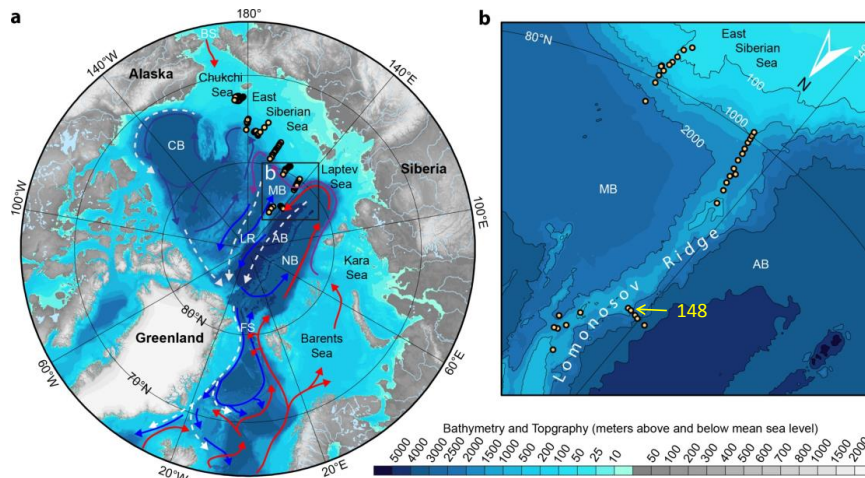 a
180°
BS
140°W
140°E
Alaska
Chukchi
Sea
East
Siberian
Sea
CB
b
Laptev
Sea
Siberia
MB
100°W
100°E
LR
AB
NB
Kara
Sea
Greenland
80°N
FS
Barents
Sea
60°W
60°E
70°N
20°W
20°E
b
80°N
East
Siberian
Sea
140°
100
N
1000
2000
MB
Lomonosov Ridge
AB
148
Bathymetry and Topgraphy (meters above and below mean sea level)
5000
4000
3000
2500
2000
1500
1000
500
200
100
50
25
10
50
100
200
300
400
500
600
700
800
1000
1500
200